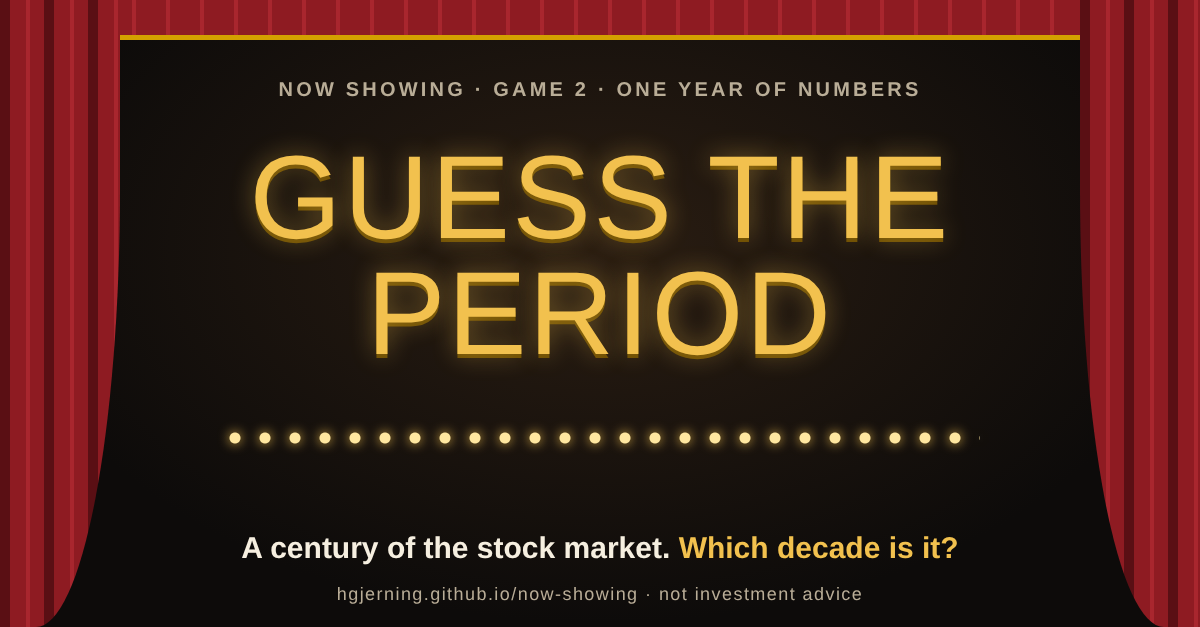 NOW SHOWING · GAME 2 · ONE YEAR OF NUMBERS
GUESS THE
PERIOD
A century of the stock market. Which decade is it?
hgjerning.github.io/now-showing · not investment advice